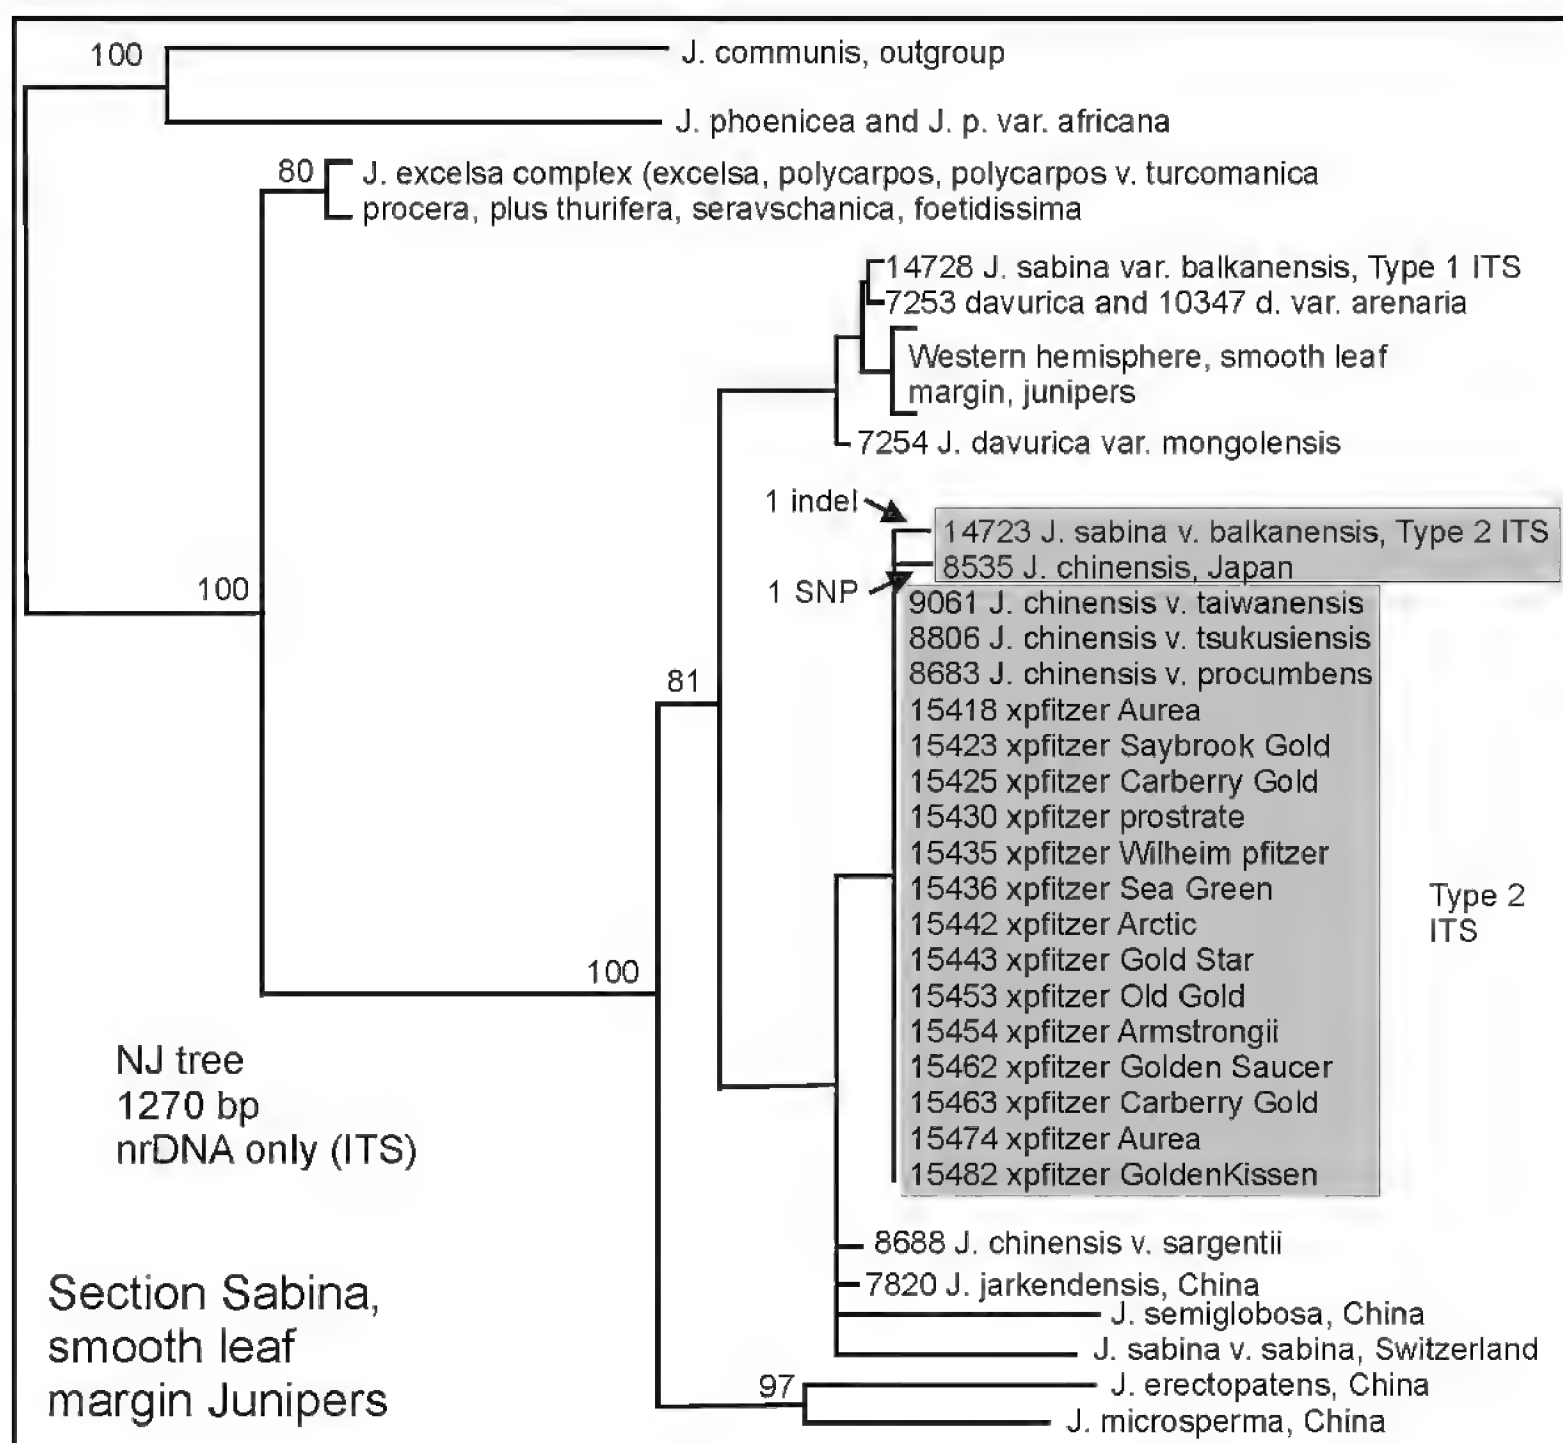 100
J. communis, outgroup
J. phoenicea and J. p. var. africana
80
J. excelsa complex (excelsa, polycarpos, polycarpos v. turcomanica
procera, plus thurifera, seravschanica, foetidissima
14728 J. sabina var. balkanensis, Type 1 ITS
7253 davurica and 10347 d. var. arenaria
Western hemisphere, smooth leaf
margin, junipers
7254 J. davurica var. mongolensis
1 indel
14723 J. sabina v. balkanensis, Type 2 ITS
8535 J. chinensis, Japan
1 SNP
9061 J. chinensis v. taiwanensis
8806 J. chinensis v. tsukusiensis
8683 J. chinensis v. procumbens
15418 xpfitzer Aurea
15423 xpfitzer Saybrook Gold
15425 xpfitzer Carberry Gold
15430 xpfitzer prostrate
15435 xpfitzer Wilheim pfitzer
15436 xpfitzer Sea Green
15442 xpfitzer Arctic
15443 xpfitzer Gold Star
15453 xpfitzer Old Gold
15454 xpfitzer Armstrongii
15462 xpfitzer Golden Saucer
15463 xpfitzer Carberry Gold
15474 xpfitzer Aurea
15482 xpfitzer GoldenKissen
Type 2
ITS
100
81
100
8688 J. chinensis v. sargentii
7820 J. jarkendensis, China
J. semiglobosa, China
J. sabina v. sabina, Switzerland
97
J. erectopatens, China
J. microsperma, China
NJ tree
1270 bp
nrDNA only (ITS)
Section Sabina,
smooth leaf
margin Junipers